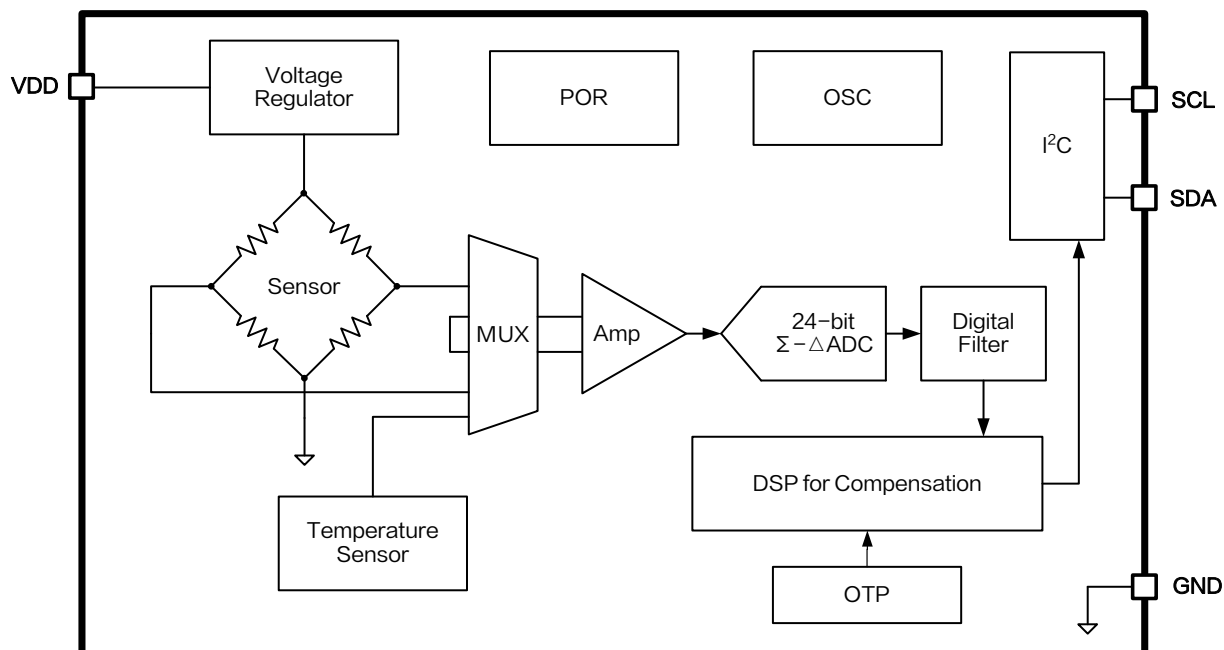 VDD
Voltage
Regulator
POR
OSC
I²C
SCL
SDA
Sensor
MUX
Amp
24-bit
Σ-△ADC
Digital
Filter
DSP for Compensation
Temperature
Sensor
OTP
GND